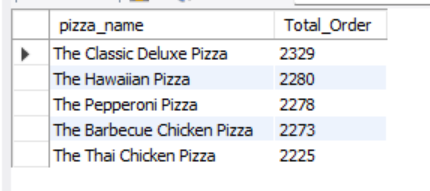 pizza_name Total_Order
The Classic Deluxe Pizza 2329
The Hawaiian Pizza 2280
The Pepperoni Pizza 2278
The Barbecue Chicken Pizza 2273
The Thai Chicken Pizza 2225